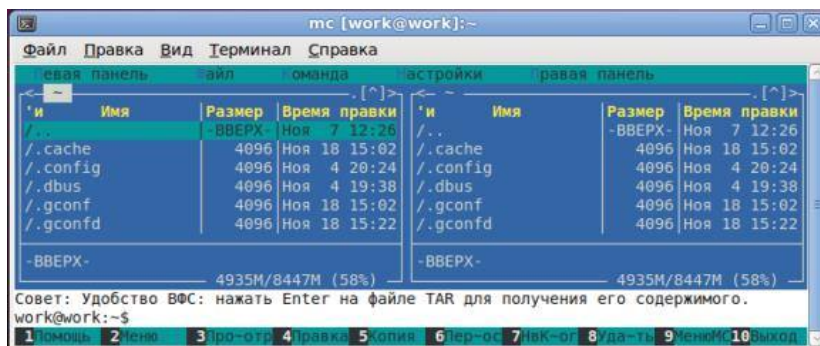 mc [work@work]:~
Файл Правка Вид Терминал Справка
Левая панель Файл Команда Настройки Правая панель
<— ~ .[^]> <— ~ .[^]>
'и Имя Размер Время правки 'и Имя Размер Время правки
/.. -ВВЕРХ- Ноя 7 12:26 /.. -ВВЕРХ- Ноя 7 12:26
/.cache 4096 Ноя 18 15:02 /.cache 4096 Ноя 18 15:02
/.config 4096 Ноя 4 20:24 /.config 4096 Ноя 4 20:24
/.dbus 4096 Ноя 4 19:38 /.dbus 4096 Ноя 4 19:38
/.gconf 4096 Ноя 18 15:02 /.gconf 4096 Ноя 18 15:02
/.gconfd 4096 Ноя 18 15:22 /.gconfd 4096 Ноя 18 15:22
-ВВЕРХ- -ВВЕРХ-
4935M/8447M (58%) 4935M/8447M (58%)
Совет: Удобство ВФС: нажать Enter на файле TAR для получения его содержимого.
work@work:~$
1Помощь 2Меню 3Про~отр 4Правка 5Копия 6Пер~ос 7НвК~ог 8Уда~ть 9МенюМС 10Выход